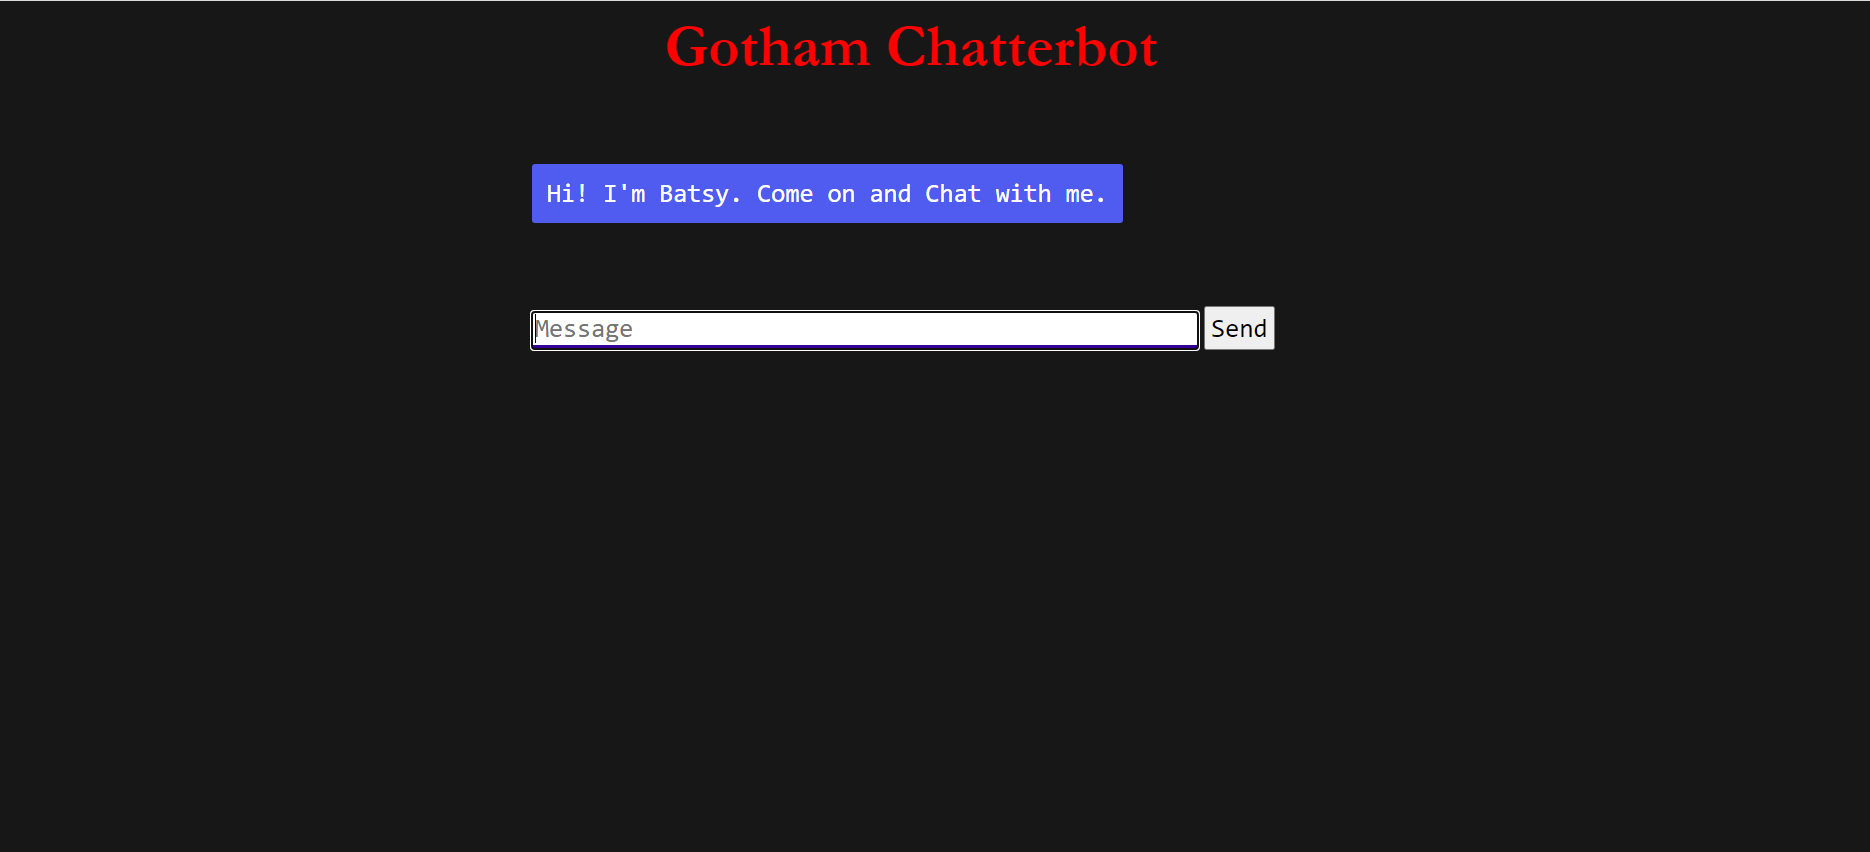 Gotham Chatterbot
Hi! I'm Batsy. Come on and Chat with me.
Message
Send